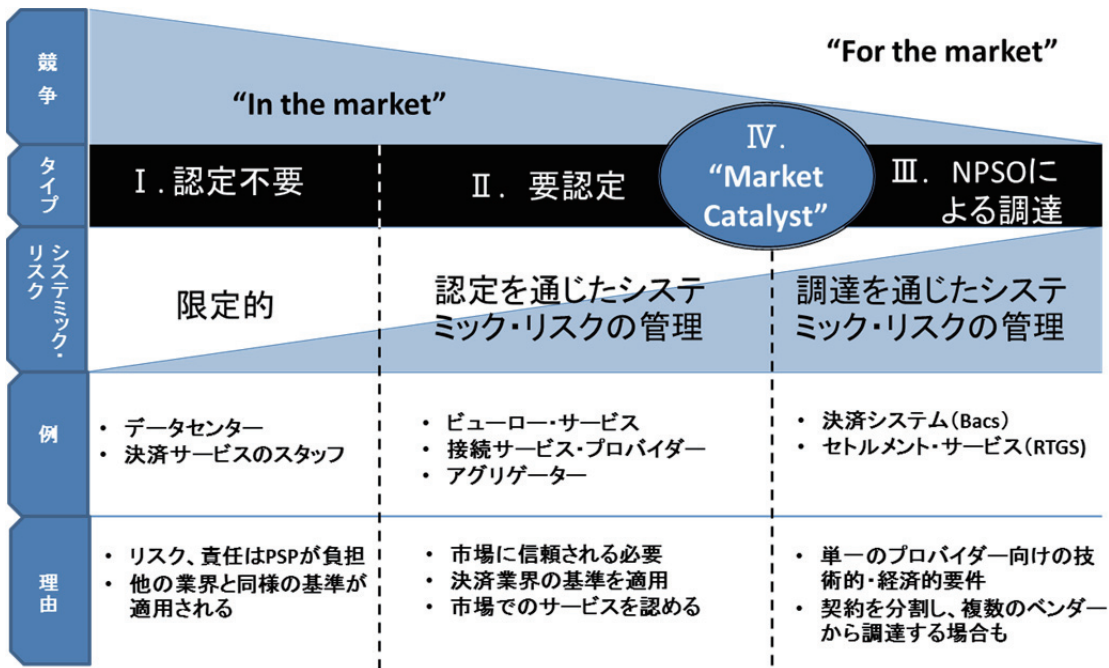 競争
“In the market”
“For the market”
タイプ
Ⅰ.認定不要
Ⅱ.要認定
Ⅳ.
“Market
Catalyst”
Ⅲ. NPSOに
よる調達
システミック・
リスク
限定的
認定を通じたシステ
ミック・リスクの管理
調達を通じたシステ
ミック・リスクの管理
例
• データセンター
• 決済サービスのスタッフ
• ビューロー・サービス
• 接続サービス・プロバイダー
• アグリゲーター
• 決済システム(Bacs)
• セトルメント・サービス(RTGS)
理由
• リスク、責任はPSPが負担
• 他の業界と同様の基準が
適用される
• 市場に信頼される必要
• 決済業界の基準を適用
• 市場でのサービスを認める
• 単一のプロバイダー向けの技
術的・経済的要件
• 契約を分割し、複数のベンダー
から調達する場合も